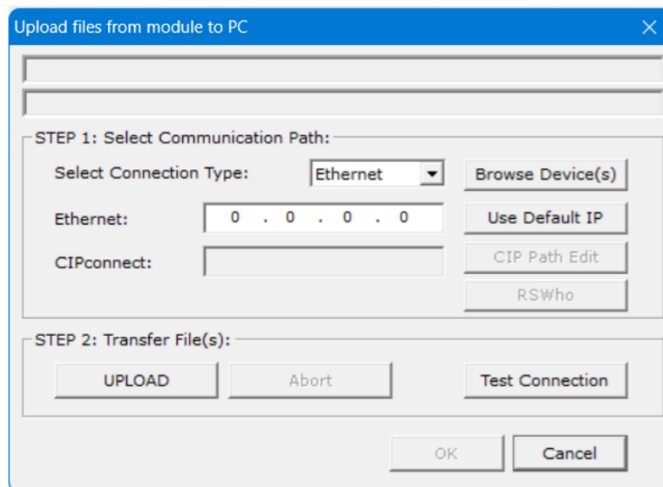 Upload files from module to PC
STEP 1: Select Communication Path:
Select Connection Type: Ethernet Browse Device(s)
Ethernet: 0 . 0 . 0 . 0 Use Default IP
CIPconnect: CIP Path Edit
RSWho
STEP 2: Transfer File(s):
UPLOAD Abort Test Connection
OK Cancel